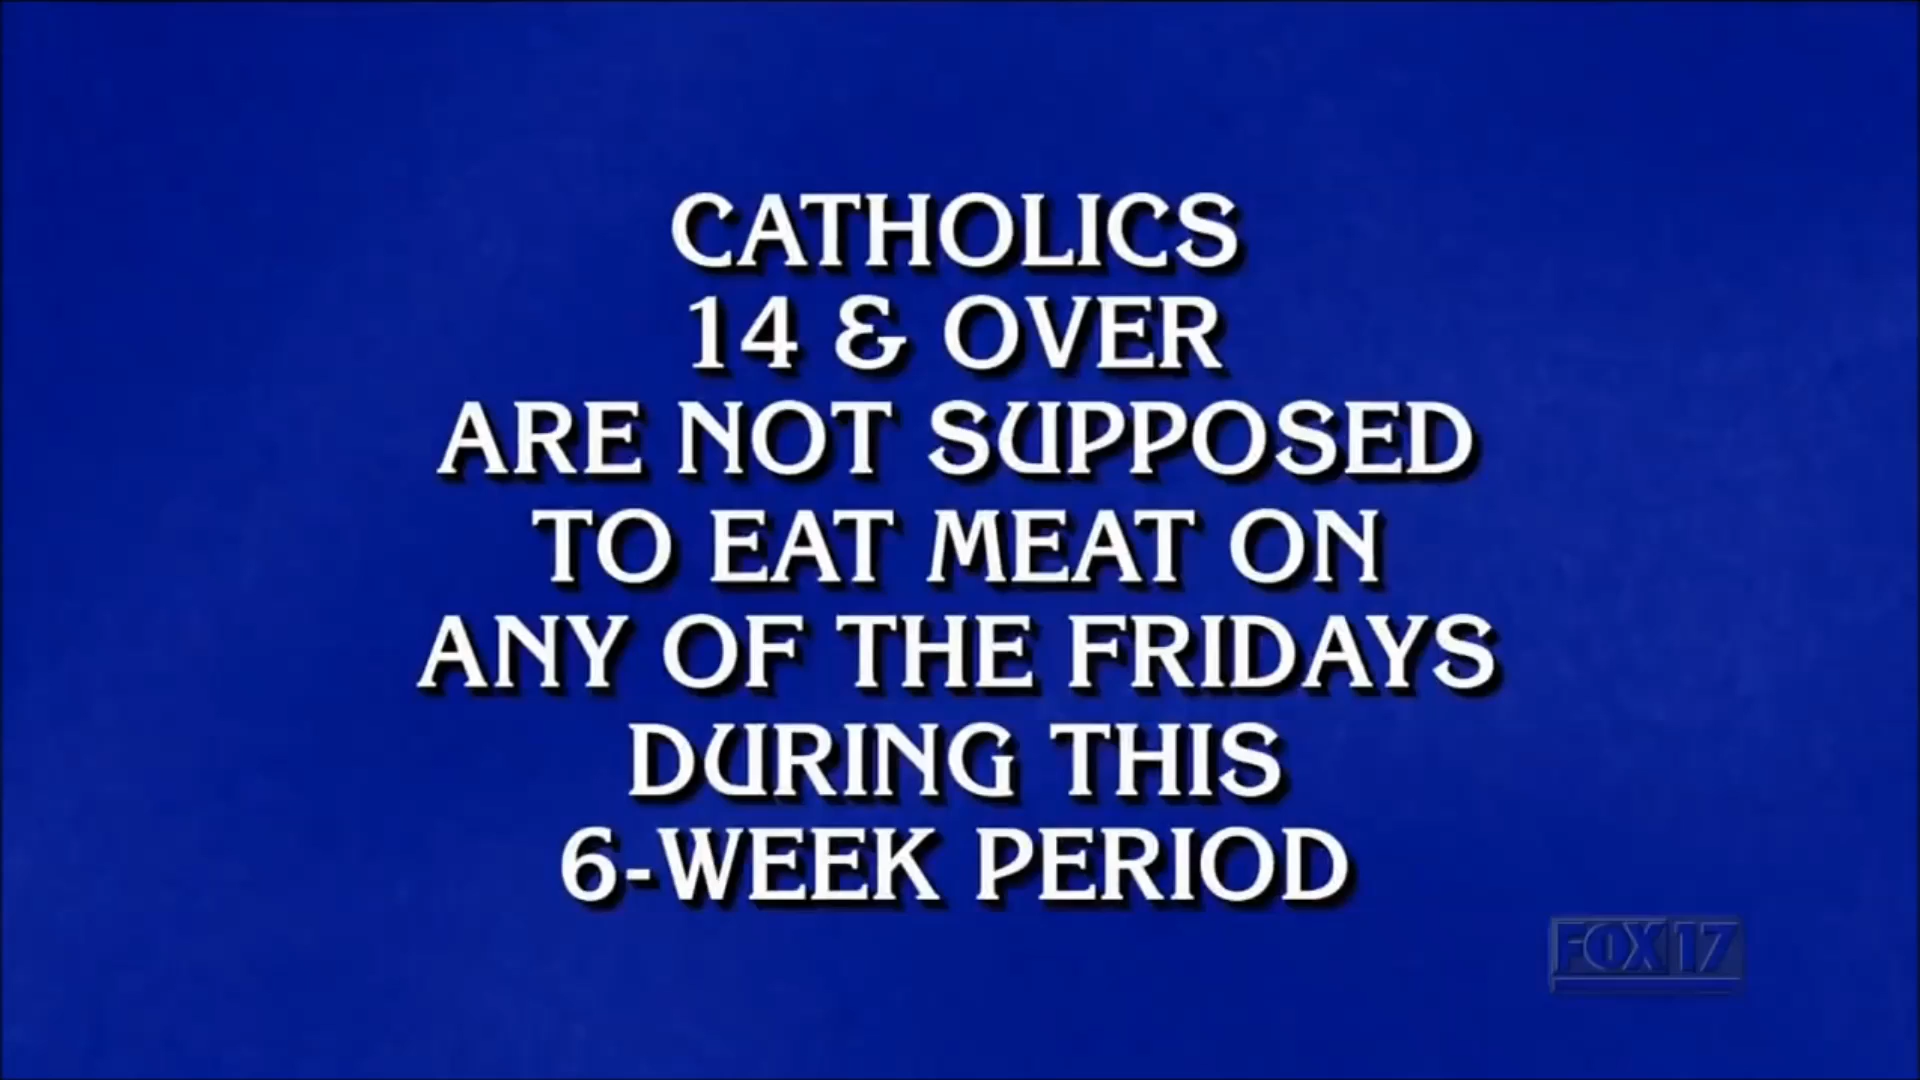 CATHOLICS
14 & OVER
ARE NOT SUPPOSED
TO EAT MEAT ON
ANY OF THE FRIDAYS
DURING THIS
6-WEEK PERIOD
FOX 17